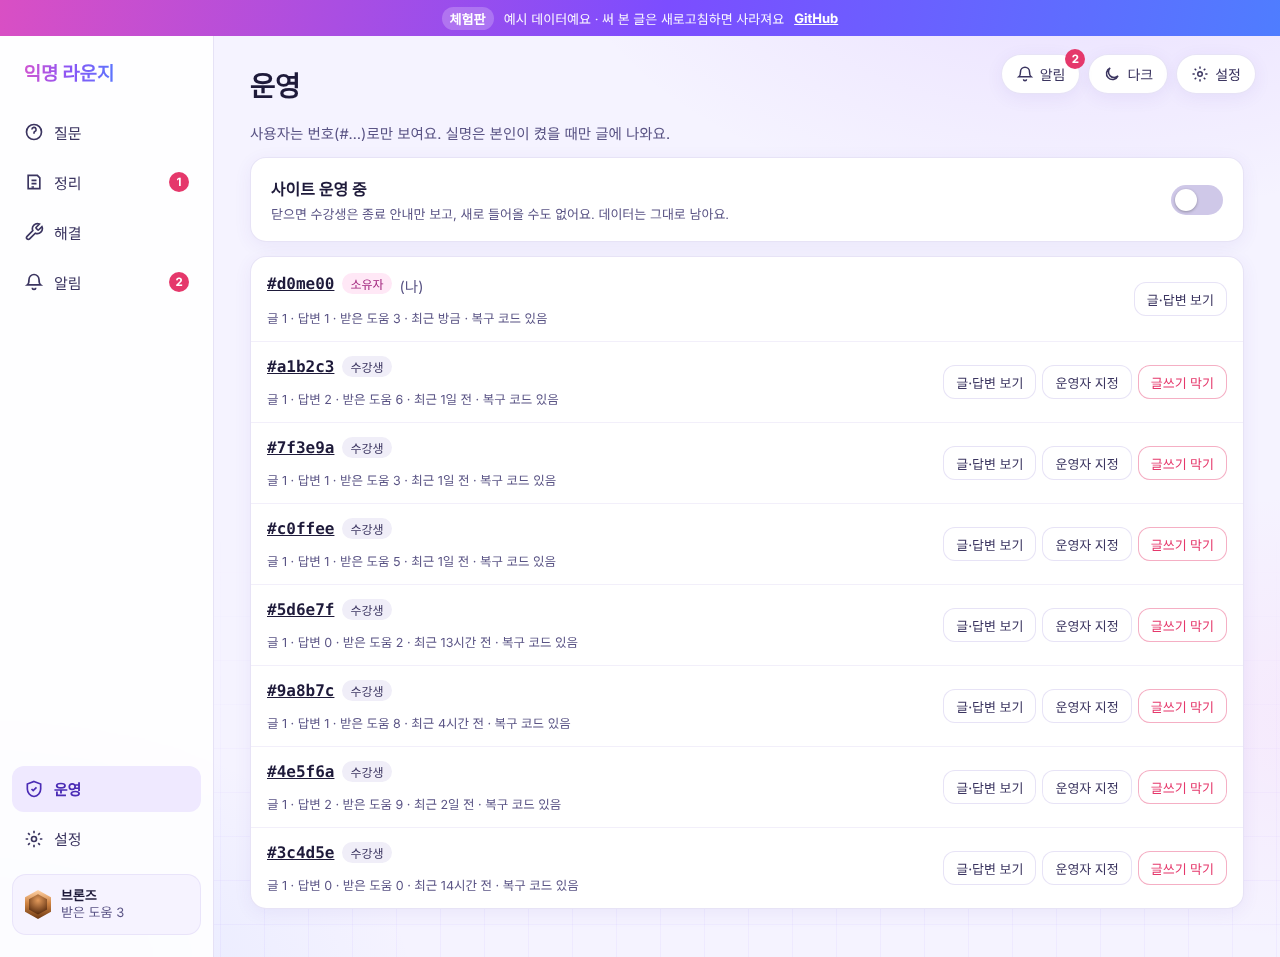 체험판 예시 데이터예요 · 써 본 글은 새로고침하면 사라져요 GitHub
익명 라운지
질문
정리 1
해결
알림 2
운영
설정
브론즈
받은 도움 3
운영
알림 2 다크 설정
사용자는 번호(#...)로만 보여요. 실명은 본인이 켰을 때만 글에 나와요.
사이트 운영 중
닫으면 수강생은 종료 안내만 보고, 새로 들어올 수도 없어요. 데이터는 그대로 남아요.
#d0me00 소유자 (나)
글 1 · 답변 1 · 받은 도움 3 · 최근 방금 · 복구 코드 있음
글·답변 보기
#a1b2c3 수강생
글 1 · 답변 2 · 받은 도움 6 · 최근 1일 전 · 복구 코드 있음
글·답변 보기 운영자 지정 글쓰기 막기
#7f3e9a 수강생
글 1 · 답변 1 · 받은 도움 3 · 최근 1일 전 · 복구 코드 있음
글·답변 보기 운영자 지정 글쓰기 막기
#c0ffee 수강생
글 1 · 답변 1 · 받은 도움 5 · 최근 1일 전 · 복구 코드 있음
글·답변 보기 운영자 지정 글쓰기 막기
#5d6e7f 수강생
글 1 · 답변 0 · 받은 도움 2 · 최근 13시간 전 · 복구 코드 있음
글·답변 보기 운영자 지정 글쓰기 막기
#9a8b7c 수강생
글 1 · 답변 1 · 받은 도움 8 · 최근 4시간 전 · 복구 코드 있음
글·답변 보기 운영자 지정 글쓰기 막기
#4e5f6a 수강생
글 1 · 답변 2 · 받은 도움 9 · 최근 2일 전 · 복구 코드 있음
글·답변 보기 운영자 지정 글쓰기 막기
#3c4d5e 수강생
글 1 · 답변 0 · 받은 도움 0 · 최근 14시간 전 · 복구 코드 있음
글·답변 보기 운영자 지정 글쓰기 막기